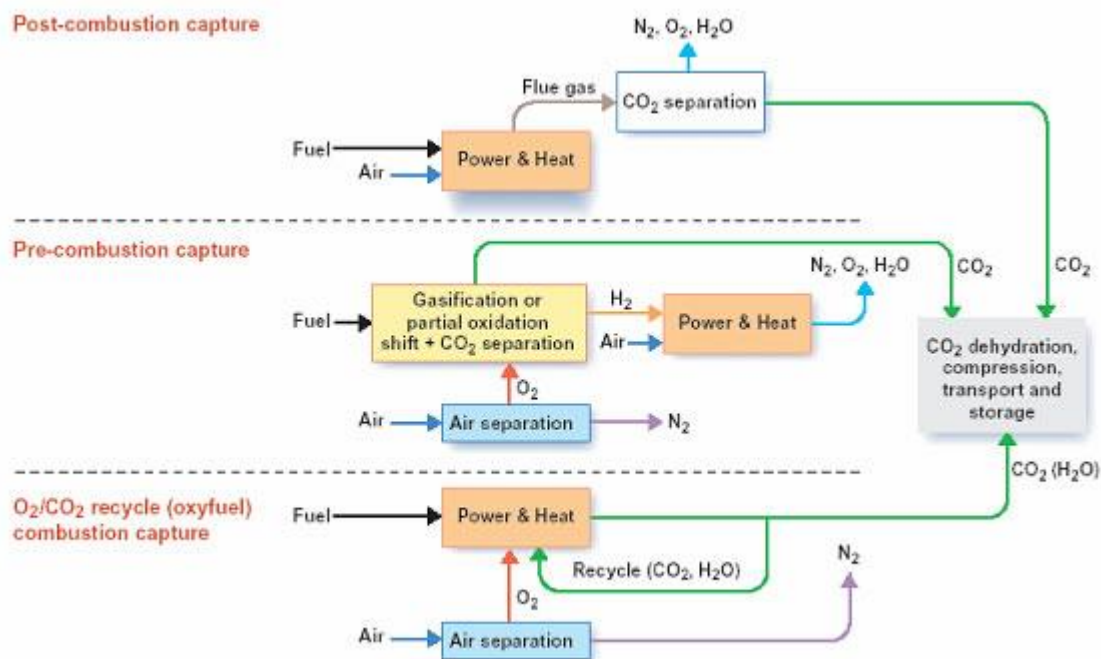 Post-combustion capture
N₂, O₂, H₂O
Flue gas
CO₂ separation
Fuel
Air
Power & Heat
Pre-combustion capture
N₂, O₂, H₂O
CO₂
CO₂
Gasification or
partial oxidation
shift + CO₂ separation
Fuel
H₂
Air
Power & Heat
CO₂ dehydration,
compression,
transport and
storage
O₂
Air
Air separation
N₂
CO₂ (H₂O)
O₂/CO₂ recycle (oxyfuel)
combustion capture
Fuel
Power & Heat
Recycle (CO₂, H₂O)
N₂
O₂
Air
Air separation